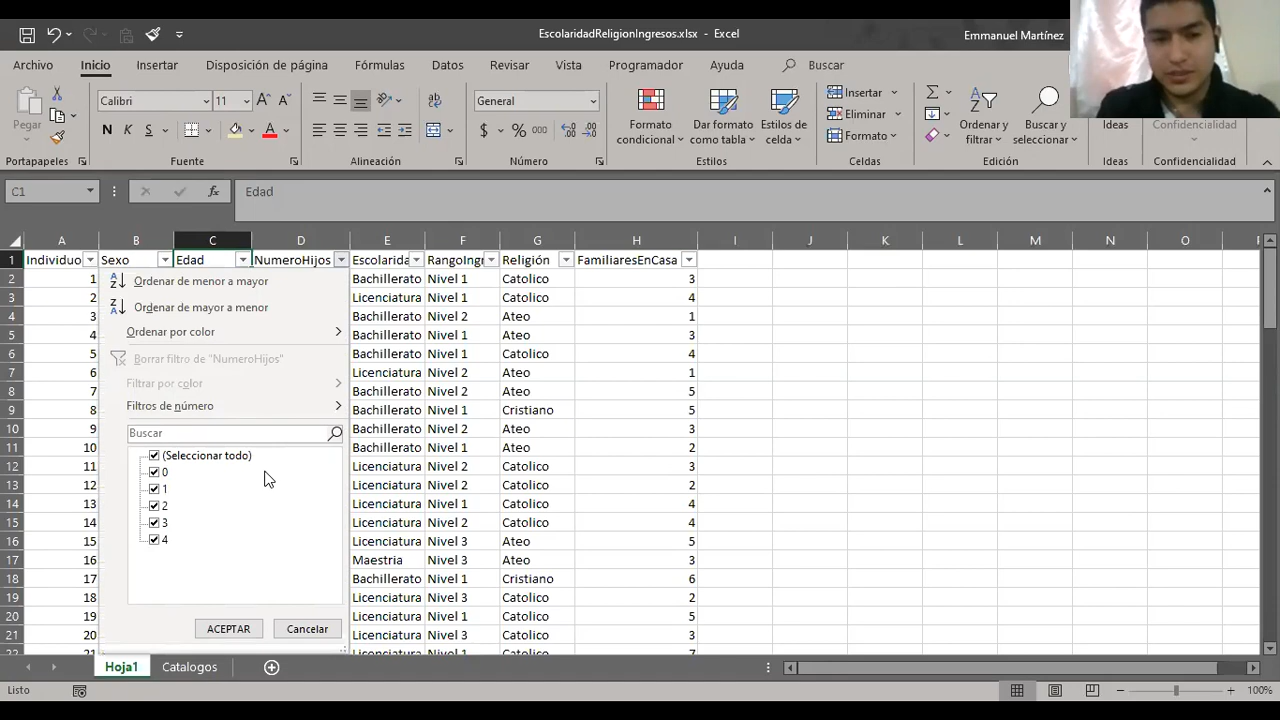 EscolaridadReligionIngresos.xlsx - Excel
Emmanuel Martínez
Archivo Inicio Insertar Disposición de página Fórmulas Datos Revisar Vista Programador Ayuda Buscar
Calibri 11 General Insertar
Eliminar
Formato
Pegar N K S $ % 000
Formato condicional Dar formato como tabla Estilos de celda Ordenar y filtrar Buscar y seleccionar Ideas Confidencialidad
Portapapeles Fuente Alineación Número Estilos Celdas Edición Ideas Confidencialidad
C1 Edad
A B C D E F G H I J K L M N O
1 Individuo Sexo Edad NumeroHijos Escolarida RangoIngr Religión FamiliaresEnCasa
2 1 Bachillerato Nivel 1 Catolico 3
3 2 Licenciatura Nivel 1 Catolico 4
4 3 Licenciatura Nivel 2 Ateo 1
5 4 Bachillerato Nivel 1 Ateo 3
6 5 Bachillerato Nivel 1 Catolico 4
7 6 Licenciatura Nivel 2 Ateo 1
8 7 Bachillerato Nivel 2 Ateo 5
9 8 Bachillerato Nivel 1 Cristiano 5
10 9 Bachillerato Nivel 2 Ateo 3
11 10 Bachillerato Nivel 1 Ateo 2
12 11 Licenciatura Nivel 2 Catolico 3
13 12 Licenciatura Nivel 2 Catolico 2
14 13 Licenciatura Nivel 1 Catolico 4
15 14 Licenciatura Nivel 2 Catolico 4
16 15 Licenciatura Nivel 3 Ateo 5
17 16 Maestria Nivel 3 Ateo 3
18 17 Bachillerato Nivel 1 Cristiano 6
19 18 Licenciatura Nivel 3 Catolico 2
20 19 Licenciatura Nivel 1 Catolico 5
21 20 Licenciatura Nivel 3 Catolico 3
22 21 Licenciatura Nivel 1 Catolico 7
Ordenar de menor a mayor
Ordenar de mayor a menor
Ordenar por color
Borrar filtro de "NumeroHijos"
Filtrar por color
Filtros de número
Buscar
(Seleccionar todo)
0
1
2
3
4
ACEPTAR Cancelar
Hoja1 Catalogos
Listo 100%